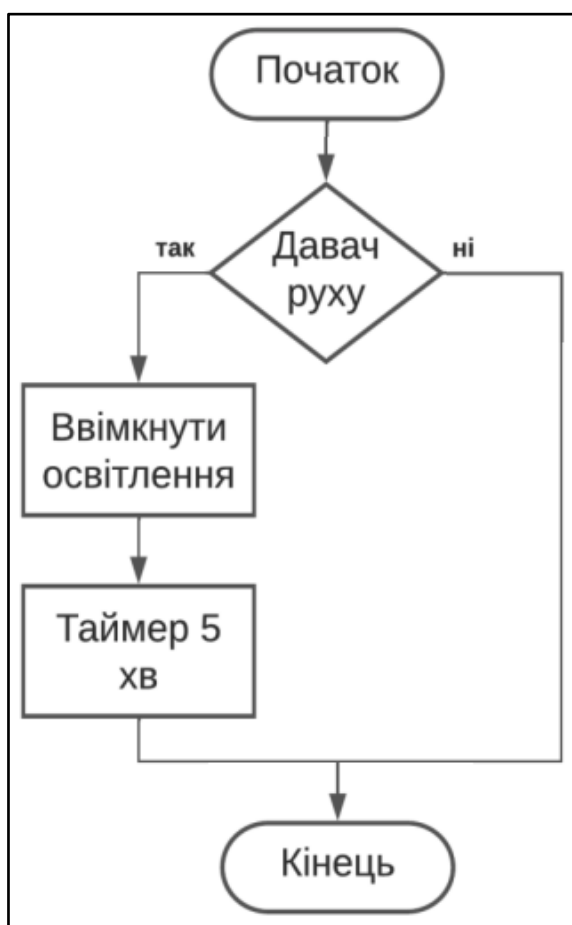 Початок
так
Давач
руху
ні
Ввімкнути
освітлення
Таймер 5
хв
Кінець